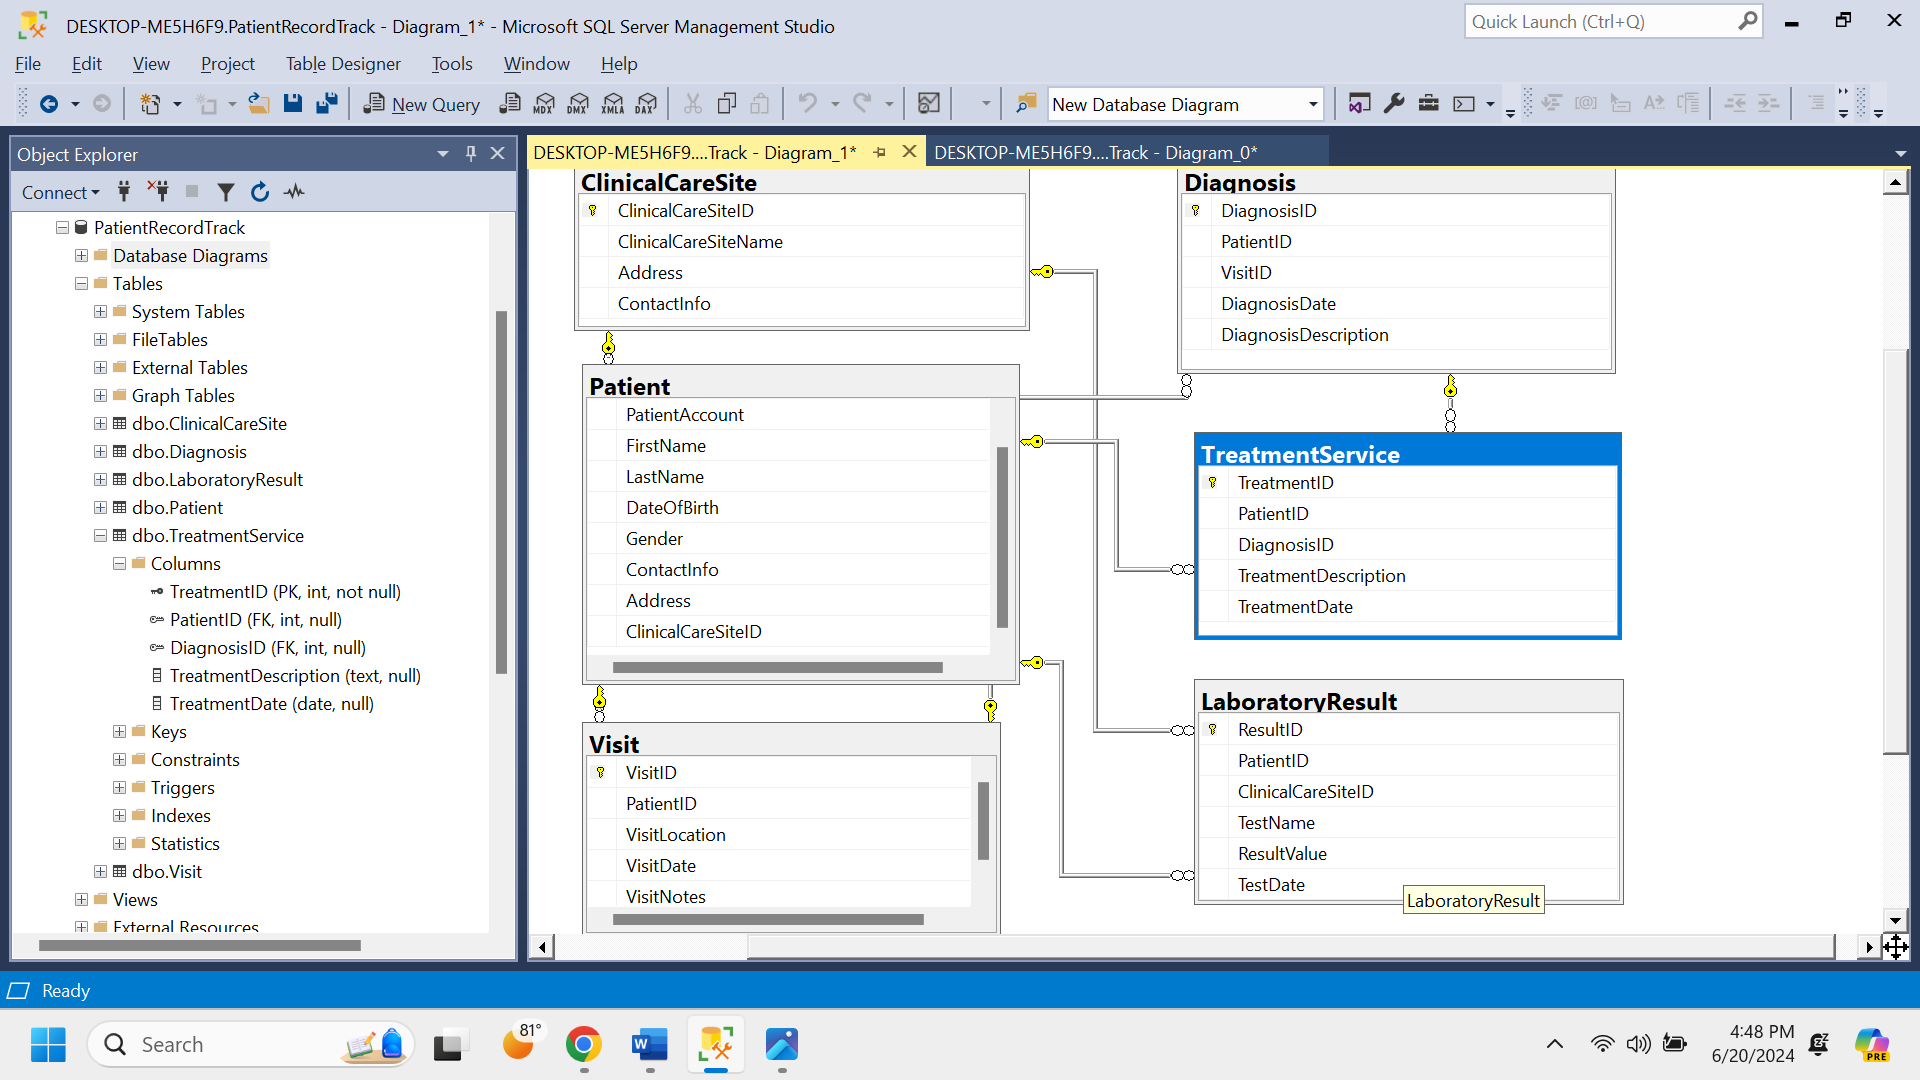 DESKTOP-ME5H6F9.PatientRecordTrack - Diagram_1* - Microsoft SQL Server Management Studio
Quick Launch (Ctrl+Q)
File Edit View Project Table Designer Tools Window Help
New Query MDX DMX XMLA DAX New Database Diagram
Object Explorer
Connect
PatientRecordTrack
Database Diagrams
Tables
System Tables
FileTables
External Tables
Graph Tables
dbo.ClinicalCareSite
dbo.Diagnosis
dbo.LaboratoryResult
dbo.Patient
dbo.TreatmentService
Columns
TreatmentID (PK, int, not null)
PatientID (FK, int, null)
DiagnosisID (FK, int, null)
TreatmentDescription (text, null)
TreatmentDate (date, null)
Keys
Constraints
Triggers
Indexes
Statistics
dbo.Visit
Views
External Resources
DESKTOP-ME5H6F9....Track - Diagram_1*
DESKTOP-ME5H6F9....Track - Diagram_0*
ClinicalCareSite
ClinicalCareSiteID
ClinicalCareSiteName
Address
ContactInfo
Patient
PatientAccount
FirstName
LastName
DateOfBirth
Gender
ContactInfo
Address
ClinicalCareSiteID
Visit
VisitID
PatientID
VisitLocation
VisitDate
VisitNotes
Diagnosis
DiagnosisID
PatientID
VisitID
DiagnosisDate
DiagnosisDescription
TreatmentService
TreatmentID
PatientID
DiagnosisID
TreatmentDescription
TreatmentDate
LaboratoryResult
ResultID
PatientID
ClinicalCareSiteID
TestName
ResultValue
TestDate
LaboratoryResult
Ready
Search
81°
4:48 PM
6/20/2024
PRE